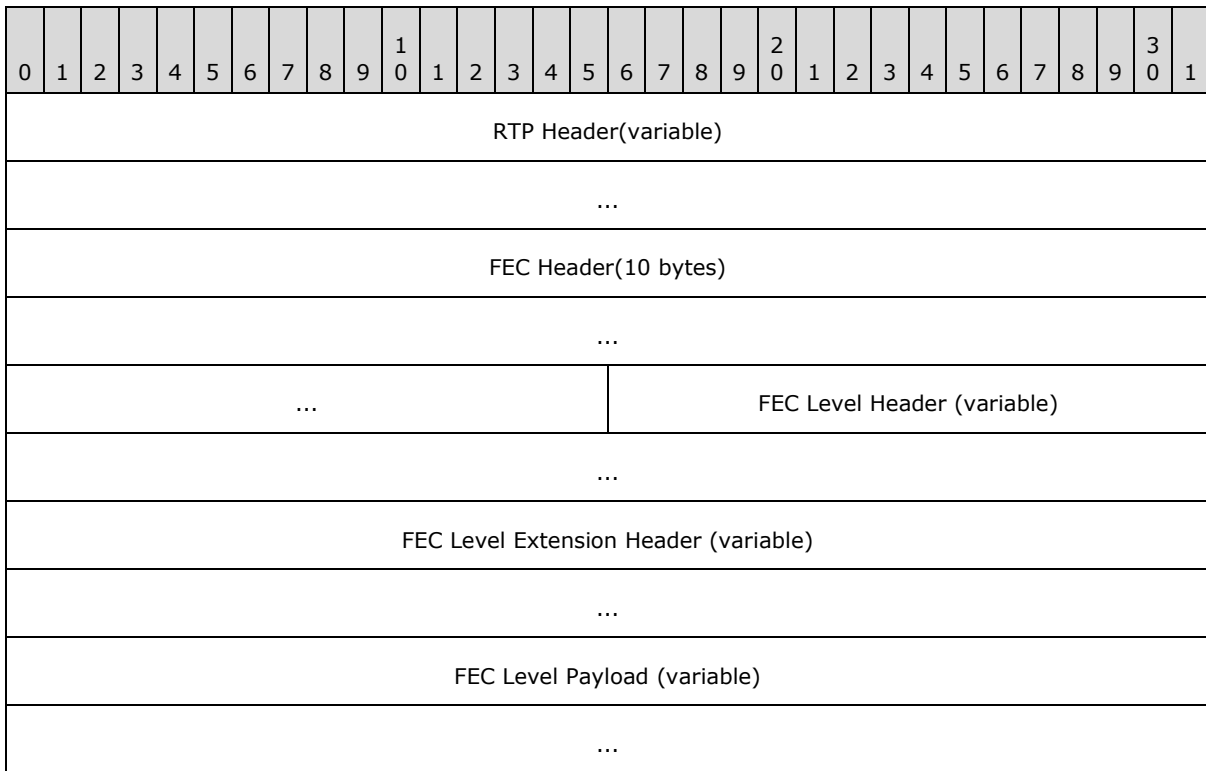 1 2 3
0 1 2 3 4 5 6 7 8 9 0 1 2 3 4 5 6 7 8 9 0 1 2 3 4 5 6 7 8 9 0 1
RTP Header(variable)
...
FEC Header(10 bytes)
...
... FEC Level Header (variable)
...
FEC Level Extension Header (variable)
...
FEC Level Payload (variable)
...